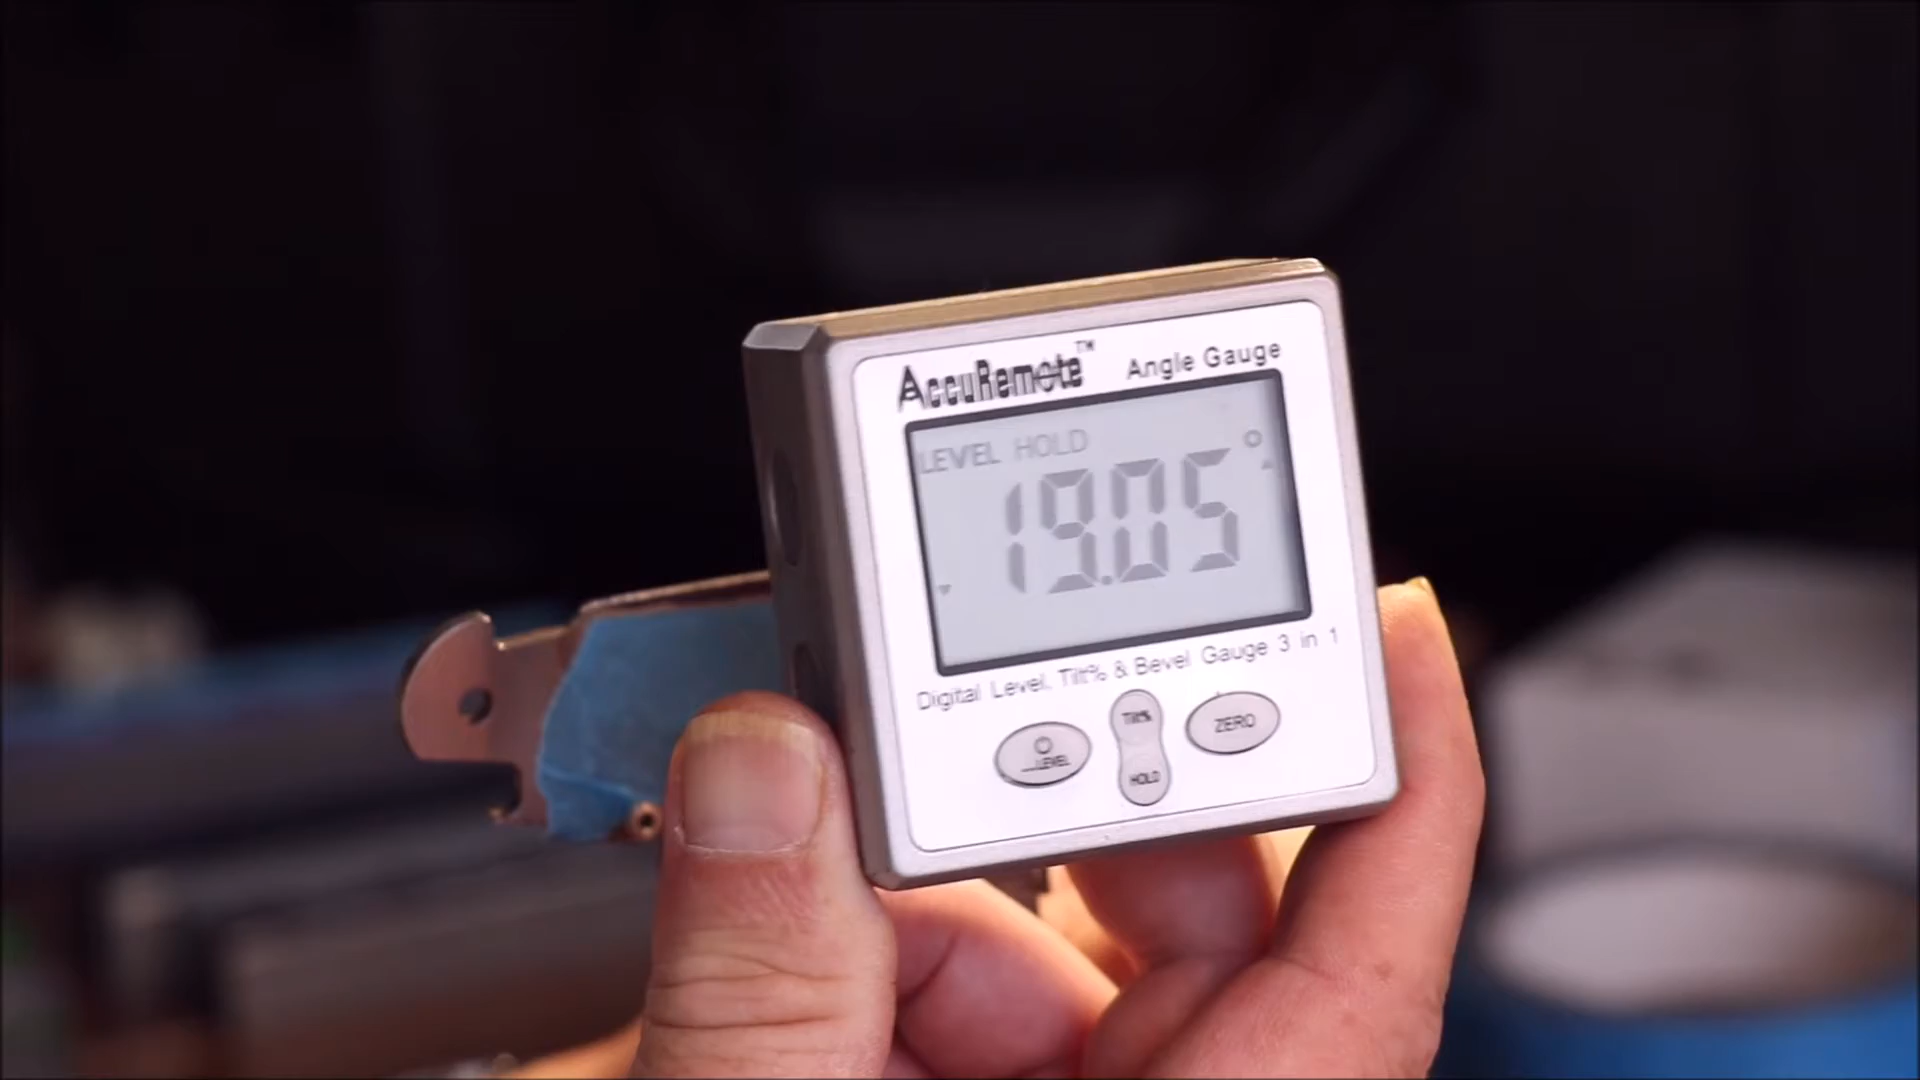 AccuRemote™ Angle Gauge
LEVEL HOLD
19.05°
Digital Level, Tilt% & Bevel Gauge 3 in 1
Tilt%
ZERO
LEVEL
HOLD